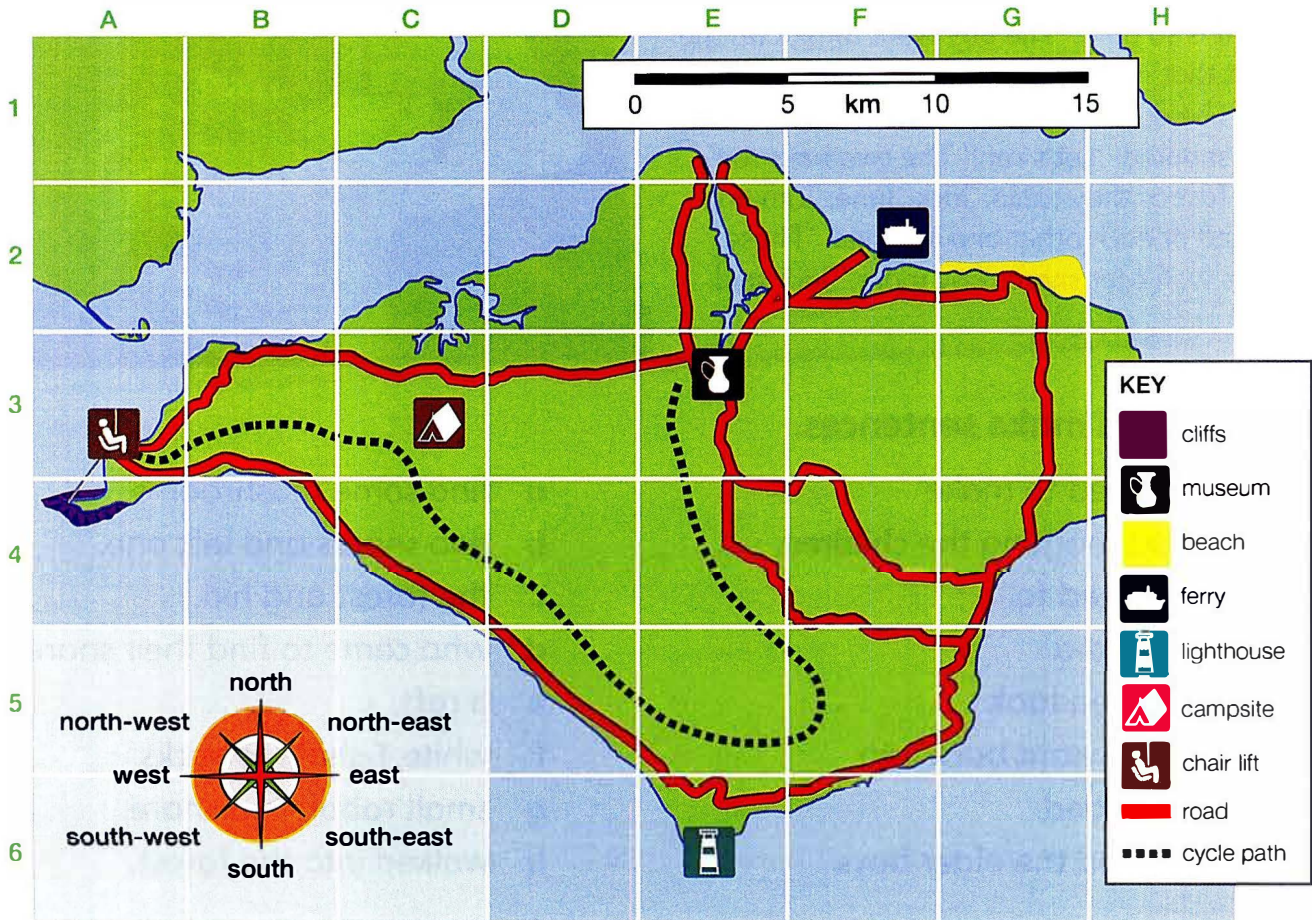 A B C D E F G H
1
0 5 km 10 15
2
3
KEY
cliffs
museum
4
beach
ferry
lighthouse
5
north
north-west north-east
campsite
west east
chair lift
south-west south-east
road
6
south
cycle path